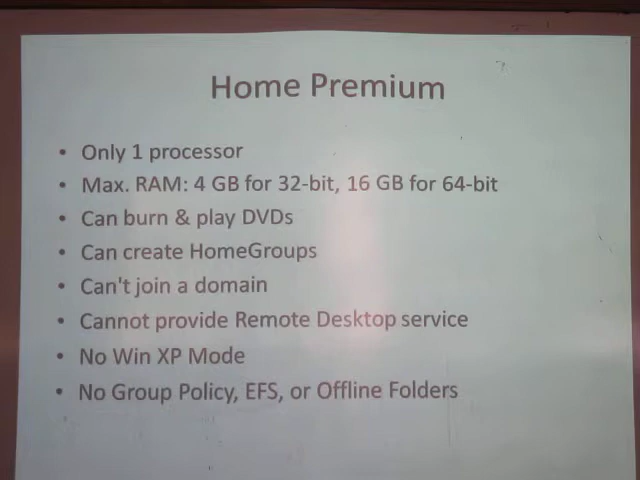 Home Premium
• Only 1 processor
• Max. RAM: 4 GB for 32-bit, 16 GB for 64-bit
• Can burn & play DVDs
• Can create HomeGroups
• Can't join a domain
• Cannot provide Remote Desktop service
• No Win XP Mode
• No Group Policy, EFS, or Offline Folders